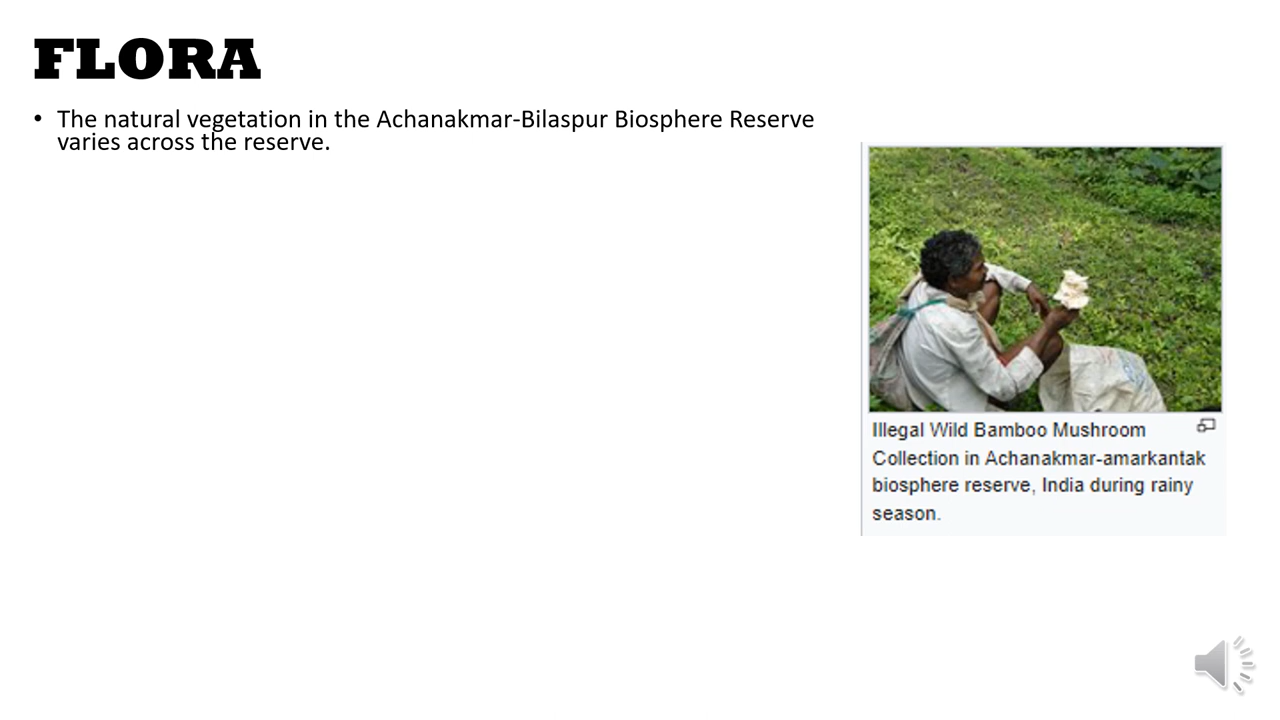 FLORA
• The natural vegetation in the Achanakmar-Bilaspur Biosphere Reserve
varies across the reserve.
Illegal Wild Bamboo Mushroom
Collection in Achanakmar-amarkantak
biosphere reserve, India during rainy
season.